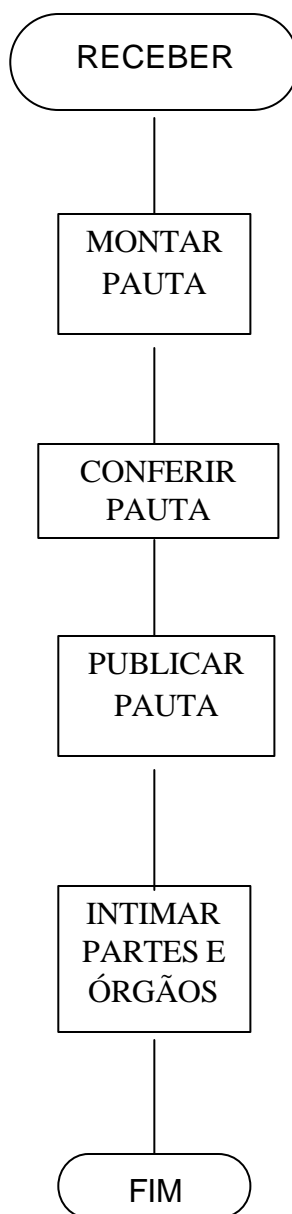 RECEBER
MONTAR
PAUTA
CONFERIR
PAUTA
PUBLICAR
PAUTA
INTIMAR
PARTES E
ÓRGÃOS
FIM